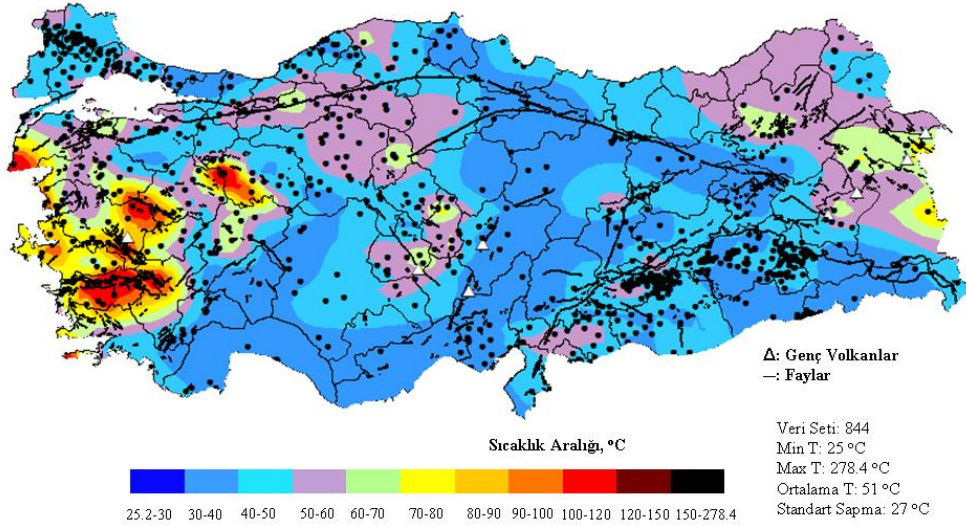 Δ: Genç Volkanlar
—: Faylar
Sıcaklık Aralığı, °C
25.2-30 30-40 40-50 50-60 60-70 70-80 80-90 90-100 100-120 120-150 150-278.4
Veri Seti: 844
Min T: 25 °C
Max T: 278.4 °C
Ortalama T: 51 °C
Standart Sapma: 27 °C